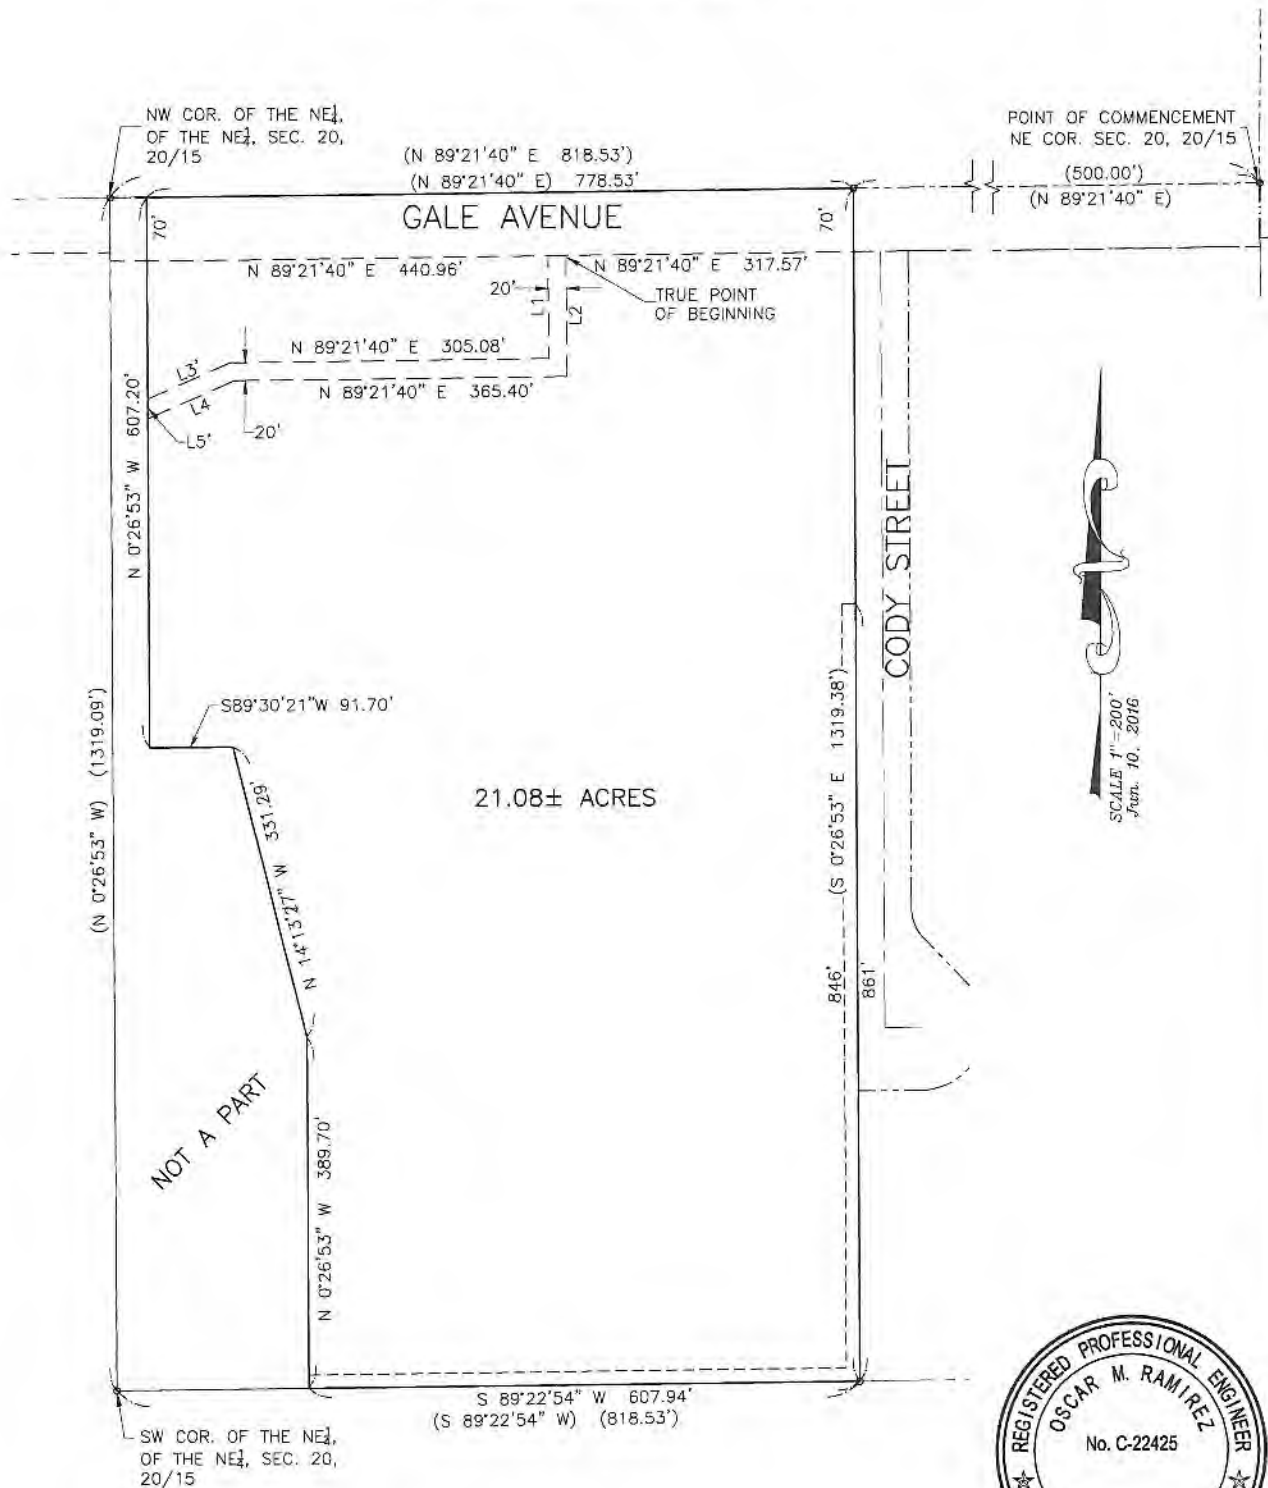 NW COR. OF THE NE¼,
OF THE NE¼, SEC. 20,
20/15
(N 89°21'40" E 818.53')
(N 89°21'40" E) 778.53'
POINT OF COMMENCEMENT
NE COR. SEC. 20, 20/15
(500.00')
(N 89°21'40" E)
70'
GALE AVENUE
70'
N 89°21'40" E 440.96'
N 89°21'40" E 317.57'
20'
L1
L2
TRUE POINT
OF BEGINNING
N 89°21'40" E 305.08'
L3'
N 89°21'40" E 365.40'
L4
L5'
20'
N 0°26'53" W 607.20'
CODY STREET
S89°30'21"W 91.70'
(N 0°26'53" W) (1319.09')
(S 0°26'53" E 1319.38')
SCALE 1"=200'
Jun. 10, 2016
21.08± ACRES
N 14°13'27" W 331.29'
846'
861'
NOT A PART
N 0°26'53" W 389.70'
S 89°22'54" W 607.94'
(S 89°22'54" W) (818.53')
SW COR. OF THE NE¼,
OF THE NE¼, SEC. 20,
20/15
REGISTERED PROFESSIONAL ENGINEER
OSCAR M. RAMIREZ
No. C-22425